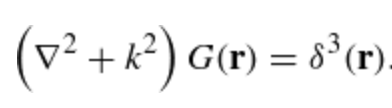 (∇² + k²) G(r) = δ³(r).